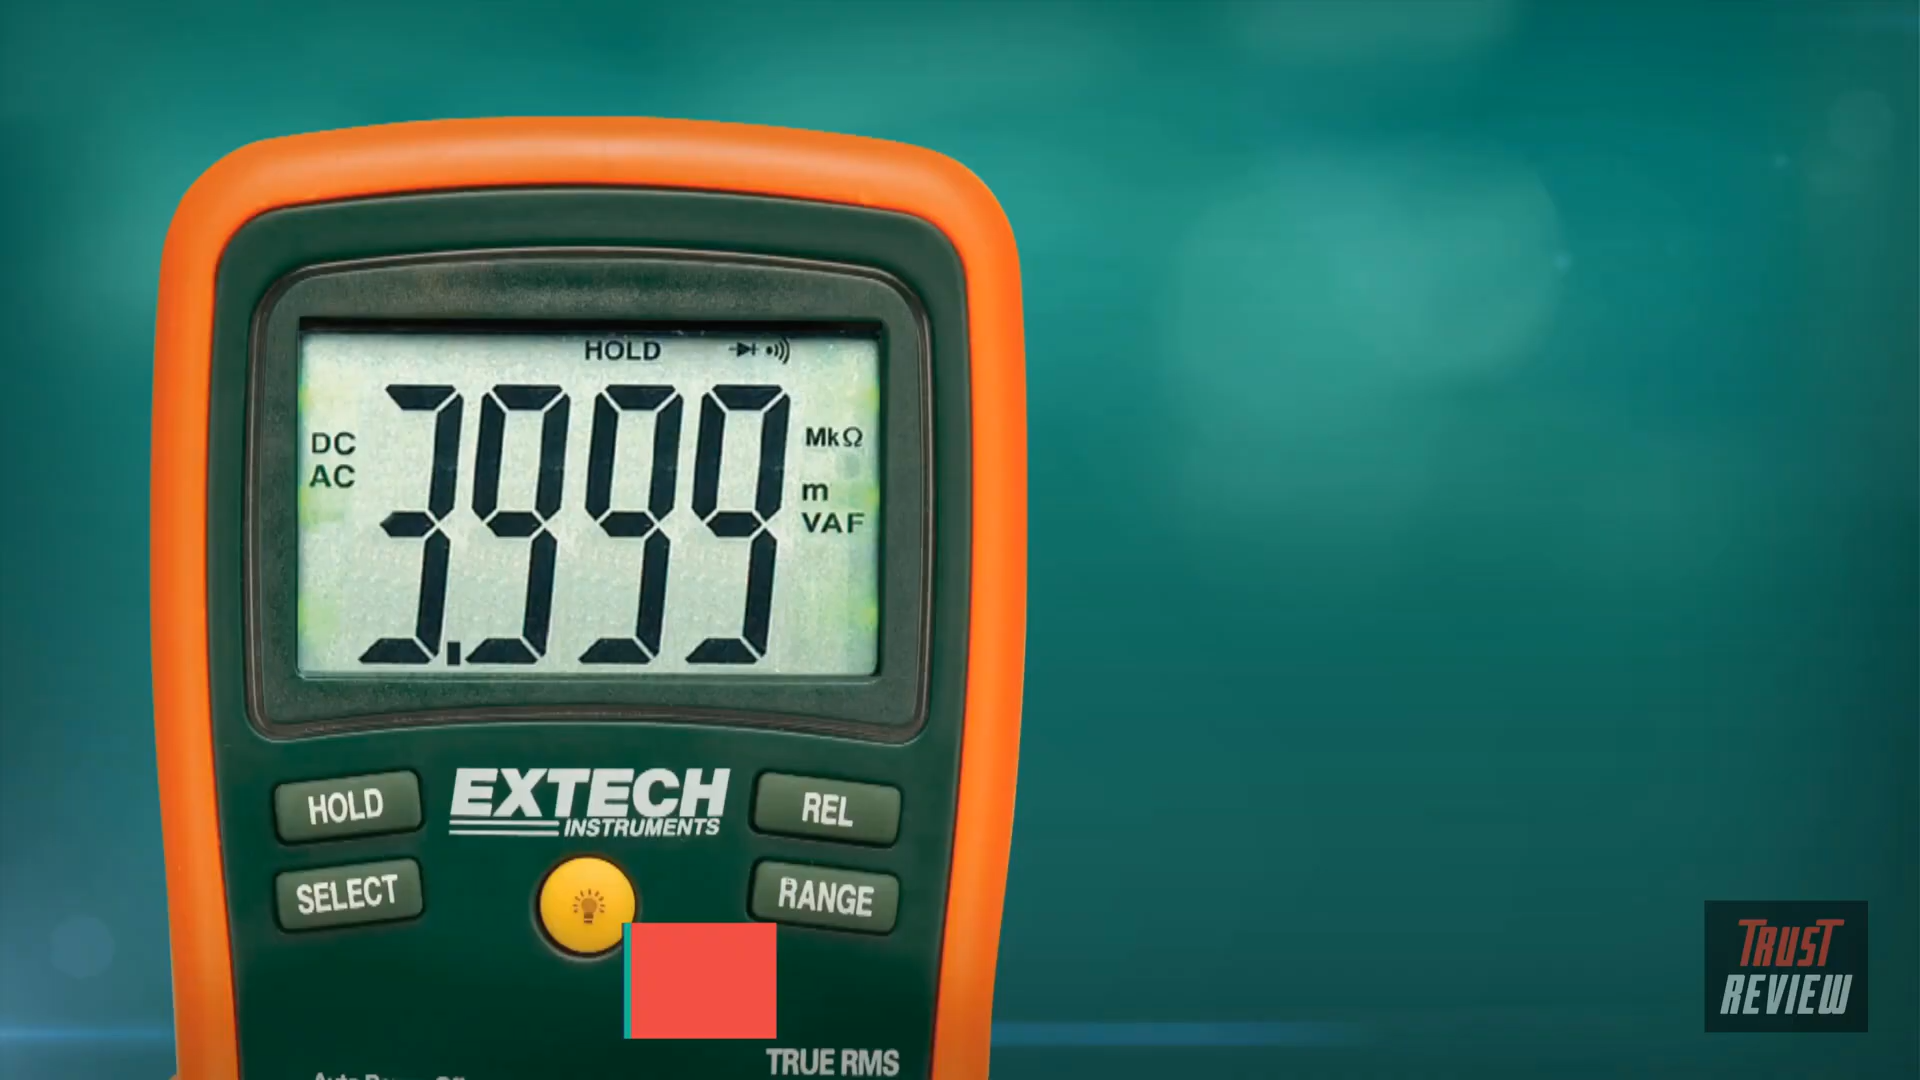 HOLD
DC
AC
3.999
MkΩ
m
VAF
EXTECH
INSTRUMENTS
HOLD
REL
SELECT
RANGE
TRUE RMS
TRUST
REVIEW